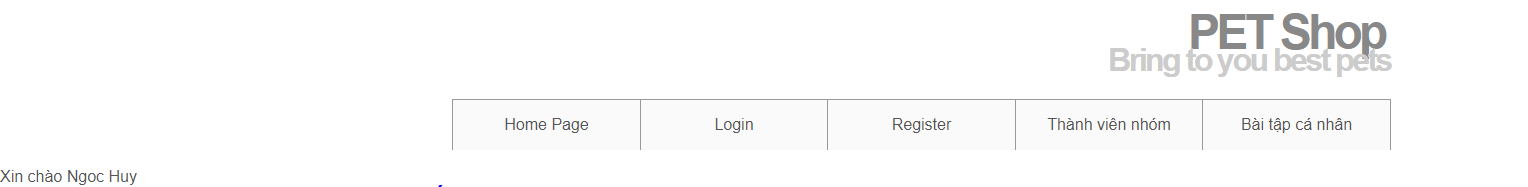 PET Shop
Bring to you best pets
Home Page
Login
Register
Thành viên nhóm
Bài tập cá nhân
Xin chào Ngoc Huy